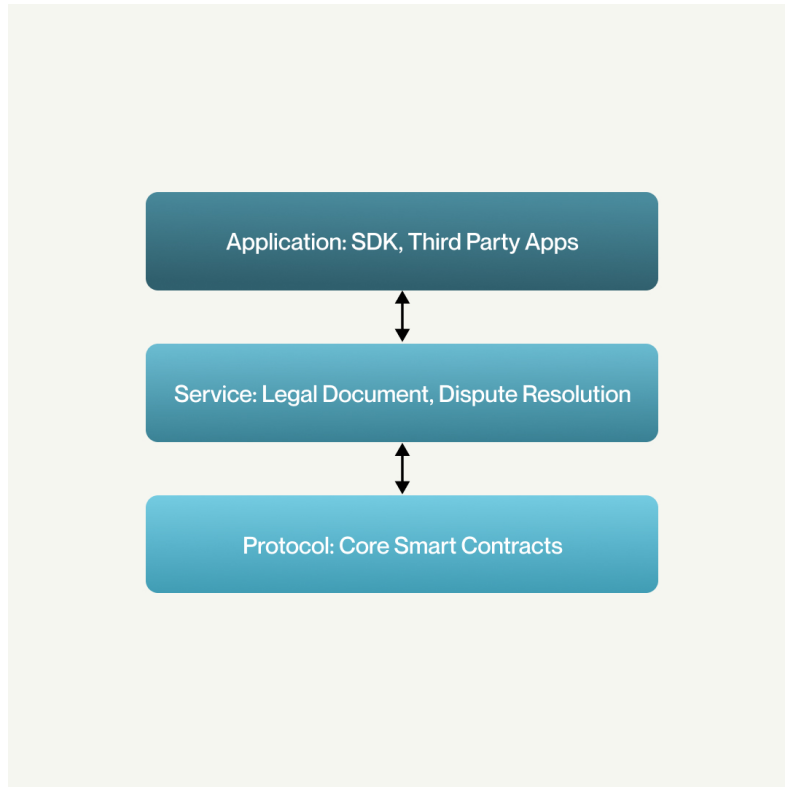 Application: SDK, Third Party Apps
Service: Legal Document, Dispute Resolution
Protocol: Core Smart Contracts